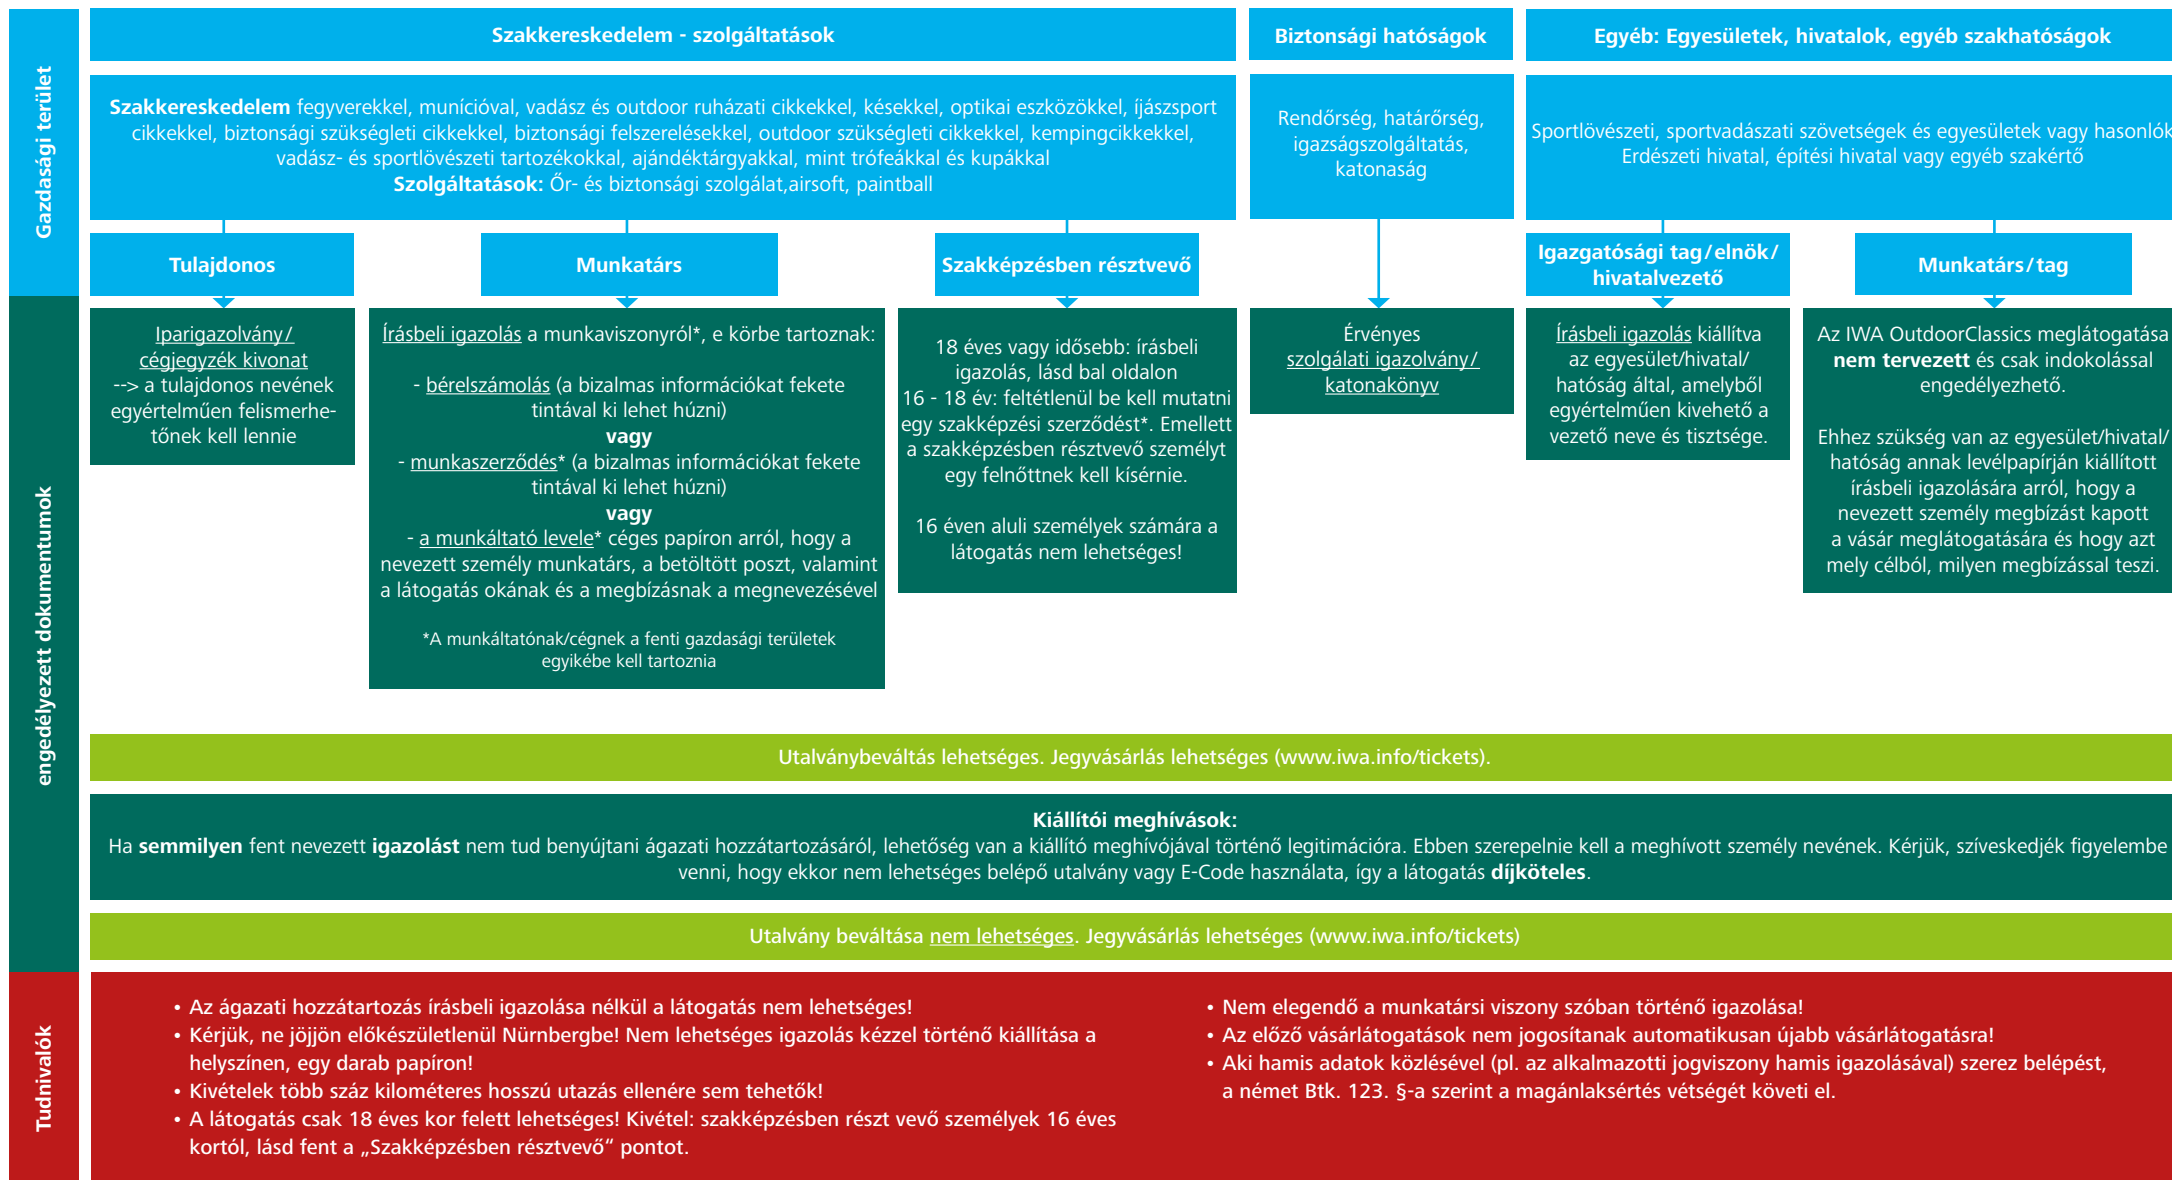 Gazdasági terület
Szakkereskedelem - szolgáltatások
Szakkereskedelem fegyverekkel, munícióval, vadász és outdoor ruházati cikkekkel, késekkel, optikai eszközökkel, íjászsport
cikkekkel, biztonsági szükségleti cikkekkel, biztonsági felszerelésekkel, outdoor szükségleti cikkekkel, kempingcikkekkel,
vadász- és sportlövészeti tartozékokkal, ajándéktárgyakkal, mint trófeákkal és kupákkal
Szolgáltatások: Őr- és biztonsági szolgálat,airsoft, paintball
Biztonsági hatóságok
Rendőrség, határőrség,
igazságszolgáltatás,
katonaság
Egyéb: Egyesületek, hivatalok, egyéb szakhatóságok
Sportlövészeti, sportvadászati szövetségek és egyesületek vagy hasonlók
Erdészeti hivatal, építési hivatal vagy egyéb szakértő
Tulajdonos
Munkatárs
Szakképzésben résztvevő
Igazgatósági tag/elnök/
hivatalvezető
Munkatárs/tag
engedélyezett dokumentumok
Iparigazolvány/
cégjegyzék kivonat
--> a tulajdonos nevének
egyértelműen felismerhe-
tőnek kell lennie
Írásbeli igazolás a munkaviszonyról*, e körbe tartoznak:
- bérelszámolás (a bizalmas információkat fekete
tintával ki lehet húzni)
vagy
- munkaszerződés* (a bizalmas információkat fekete
tintával ki lehet húzni)
vagy
- a munkáltató levele* céges papíron arról, hogy a
nevezett személy munkatárs, a betöltött poszt, valamint
a látogatás okának és a megbízásnak a megnevezésével
*A munkáltatónak/cégnek a fenti gazdasági területek
egyikébe kell tartoznia
18 éves vagy idősebb: írásbeli
igazolás, lásd bal oldalon
16 - 18 év: feltétlenül be kell mutatni
egy szakképzési szerződést*. Emellett
a szakképzésben résztvevő személyt
egy felnőttnek kell kísérnie.
16 éven aluli személyek számára a
látogatás nem lehetséges!
Érvényes
szolgálati igazolvány/
katonakönyv
Írásbeli igazolás kiállítva
az egyesület/hivatal/
hatóság által, amelyből
egyértelműen kivehető a
vezető neve és tisztsége.
Az IWA OutdoorClassics meglátogatása
nem tervezett és csak indokolással
engedélyezhető.
Ehhez szükség van az egyesület/hivatal/
hatóság annak levélpapírján kiállított
írásbeli igazolására arról, hogy a
nevezett személy megbízást kapott
a vásár meglátogatására és hogy azt
mely célból, milyen megbízással teszi.
Utalványbeváltás lehetséges. Jegyvásárlás lehetséges (www.iwa.info/tickets).
Kiállítói meghívások:
Ha semmilyen fent nevezett igazolást nem tud benyújtani ágazati hozzátartozásáról, lehetőség van a kiállító meghívójával történő legitimációra. Ebben szerepelnie kell a meghívott személy nevének. Kérjük, szíveskedjék figyelembe
venni, hogy ekkor nem lehetséges belépő utalvány vagy E-Code használata, így a látogatás díjköteles.
Utalvány beváltása nem lehetséges. Jegyvásárlás lehetséges (www.iwa.info/tickets)
Tudnivalók
• Az ágazati hozzátartozás írásbeli igazolása nélkül a látogatás nem lehetséges!
• Kérjük, ne jöjjön előkészületlenül Nürnbergbe! Nem lehetséges igazolás kézzel történő kiállítása a
helyszínen, egy darab papíron!
• Kivételek több száz kilométeres hosszú utazás ellenére sem tehetők!
• A látogatás csak 18 éves kor felett lehetséges! Kivétel: szakképzésben részt vevő személyek 16 éves
kortól, lásd fent a „Szakképzésben résztvevő“ pontot.
• Nem elegendő a munkatársi viszony szóban történő igazolása!
• Az előző vásárlátogatások nem jogosítanak automatikusan újabb vásárlátogatásra!
• Aki hamis adatok közlésével (pl. az alkalmazotti jogviszony hamis igazolásával) szerez belépést,
a német Btk. 123. §-a szerint a magánlaksértés vétségét követi el.